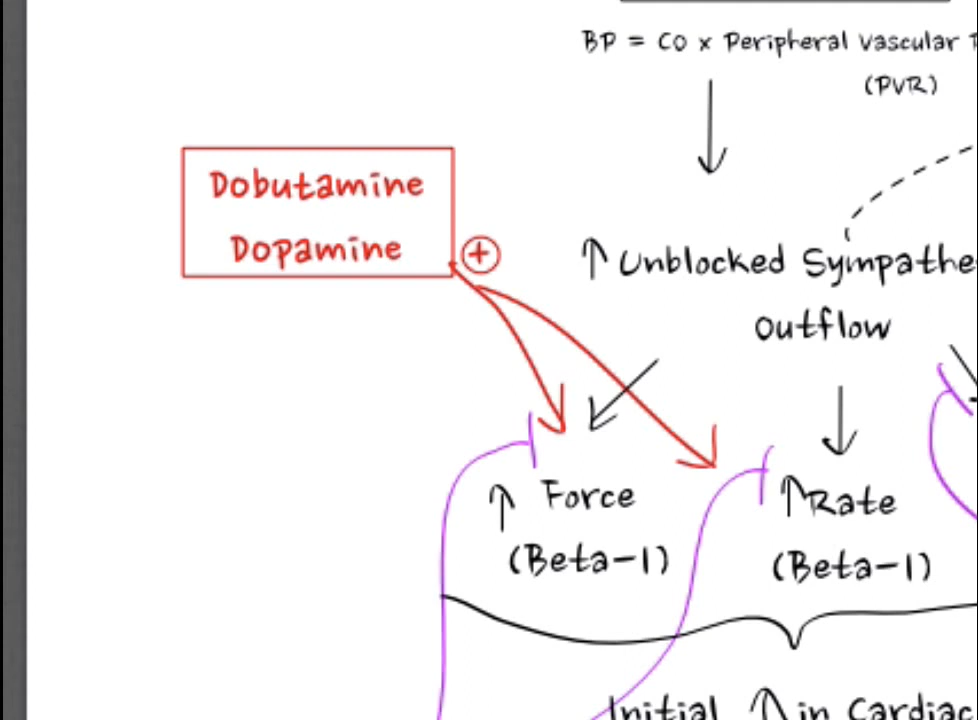 BP = CO x Peripheral Vascular
(PVR)
Dobutamine
Dopamine
+
↑ Unblocked Sympathe
outflow
↑ Force
(Beta-1)
↑ Rate
(Beta-1)
Initial ↑ in Cardiac